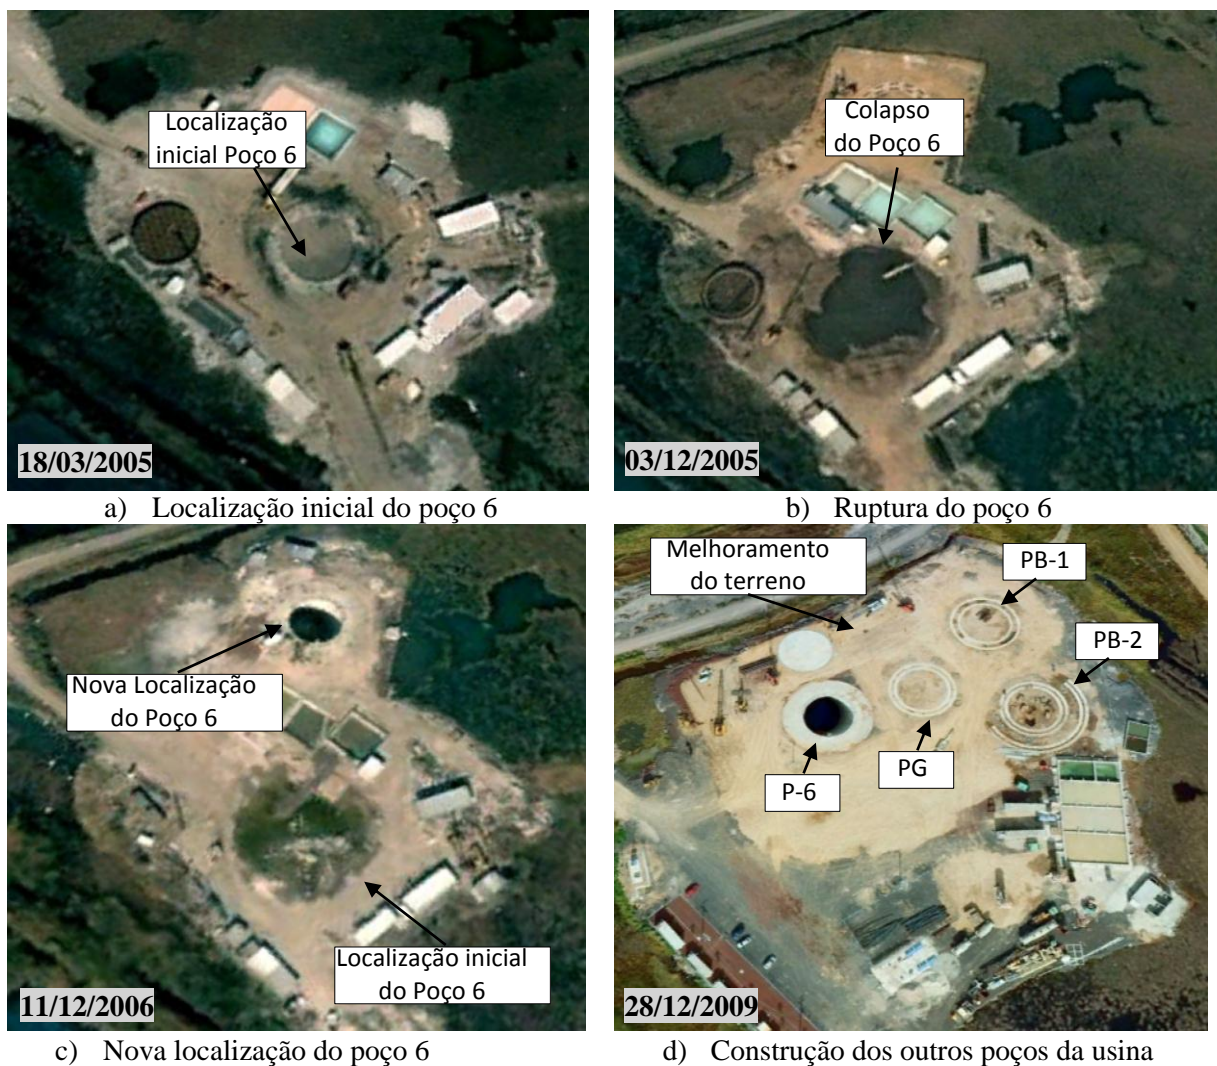 Localização
inicial Poço 6
18/03/2005
a) Localização inicial do poço 6
Colapso
do Poço 6
03/12/2005
b) Ruptura do poço 6
Nova Localização
do Poço 6
Localização inicial
do Poço 6
11/12/2006
c) Nova localização do poço 6
Melhoramento
do terreno
PB-1
PB-2
PG
P-6
28/12/2009
d) Construção dos outros poços da usina